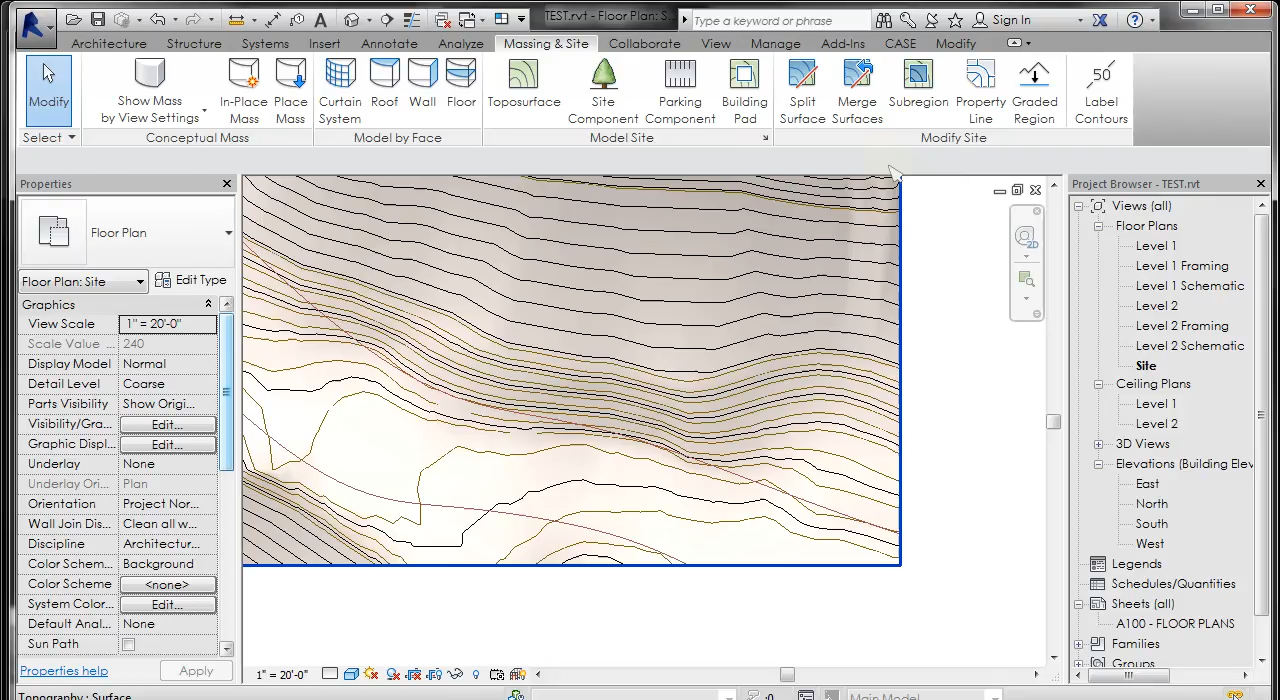 TEST.rvt - Floor Plan: S...
Type a keyword or phrase
Sign In
Architecture Structure Systems Insert Annotate Analyze Massing & Site Collaborate View Manage Add-Ins CASE Modify
Modify
Show Mass
by View Settings
In-Place
Mass
Place
Mass
Curtain
System
Roof
Wall
Floor
Toposurface
Site
Component
Parking
Component
Building
Pad
Split
Surface
Merge
Surfaces
Subregion
Property
Line
Graded
Region
50
Label
Contours
Select
Conceptual Mass
Model by Face
Model Site
Modify Site
Properties
Floor Plan
Floor Plan: Site
Edit Type
Graphics
View Scale 1" = 20'-0"
Scale Value ... 240
Display Model Normal
Detail Level Coarse
Parts Visibility Show Origi...
Visibility/Gra... Edit...
Graphic Displ... Edit...
Underlay None
Underlay Ori... Plan
Orientation Project Nor...
Wall Join Dis... Clean all w...
Discipline Architectur...
Color Schem... Background
Color Scheme <none>
System Color... Edit...
Default Anal... None
Sun Path
Properties help
Apply
2D
1" = 20'-0"
Project Browser - TEST.rvt
Views (all)
Floor Plans
Level 1
Level 1 Framing
Level 1 Schematic
Level 2
Level 2 Framing
Level 2 Schematic
Site
Ceiling Plans
Level 1
Level 2
3D Views
Elevations (Building Elev
East
North
South
West
Legends
Schedules/Quantities
Sheets (all)
A100 - FLOOR PLANS
Families
Groups
Topography : Surface
:0
Main Model